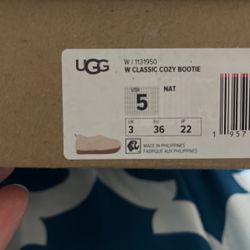 UGG
W / 1131950
W CLASSIC COZY BOOTIE
USA
5
NAT
UK
3
EU
36
JP
22
MADE IN PHILIPPINES
FABRIQUÉ AUX PHILIPPINES
1957